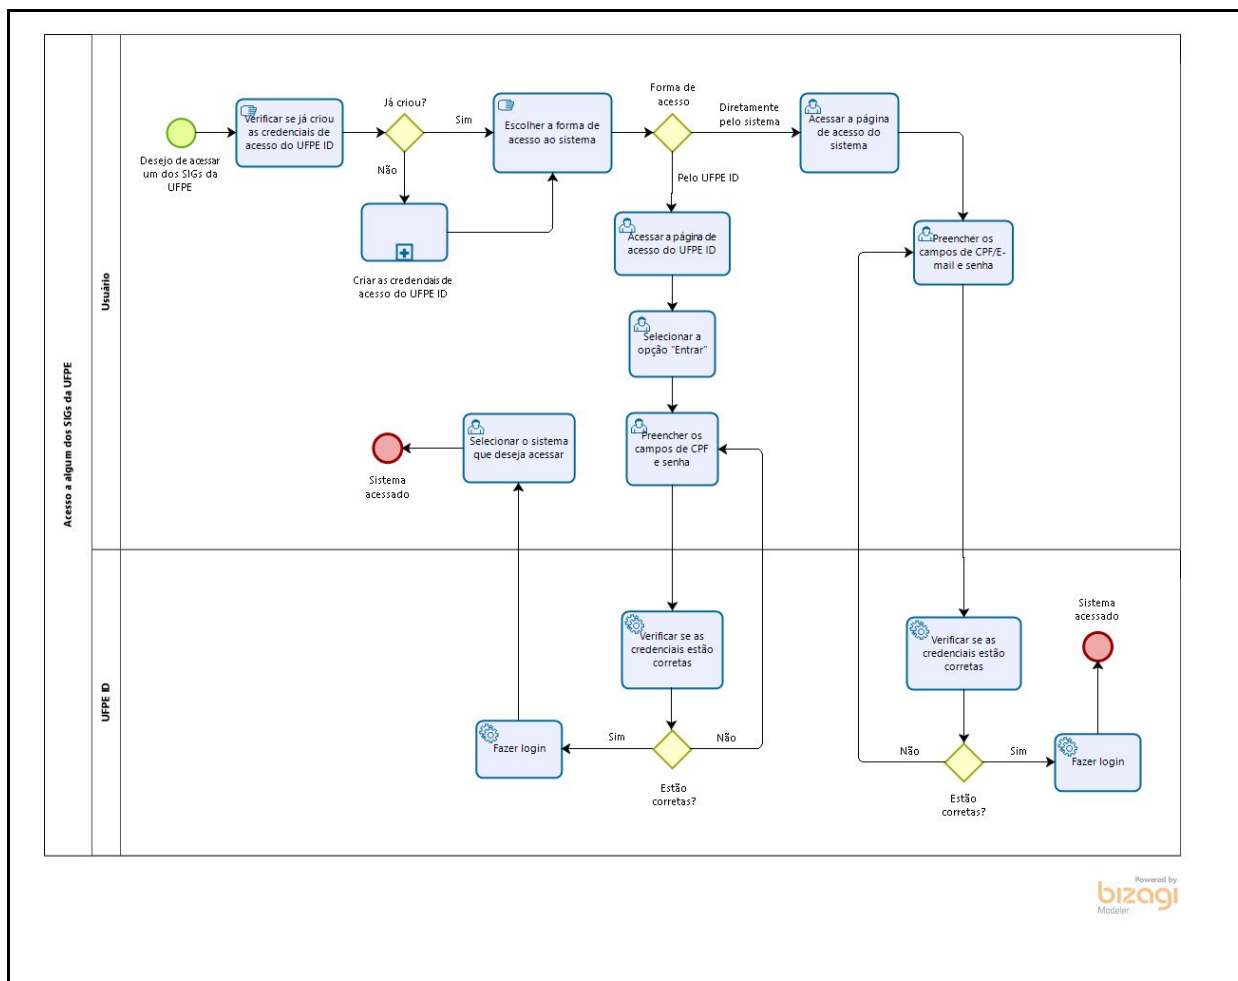 Acesso a algum dos SIGs da UFPE
Usuário
Desejo de acessar
um dos SIGs da
UFPE
Verificar se já criou
as credenciais de
acesso do UFPE ID
Já criou?
Sim
Não
Criar as credenciais de
acesso do UFPE ID
Escolher a forma de
acesso ao sistema
Forma de
acesso
Diretamente
pelo sistema
Pelo UFPE ID
Acessar a página
de acesso do
sistema
Acessar a página de
acesso do UFPE ID
Preencher os
campos de CPF/E-
mail e senha
Selecionar a
opção "Entrar"
Preencher os
campos de CPF
e senha
Selecionar o sistema
que deseja acessar
Sistema
acessado
UFPE ID
Verificar se as
credenciais estão
corretas
Sim
Não
Estão
corretas?
Fazer login
Verificar se as
credenciais estão
corretas
Não
Sim
Estão
corretas?
Fazer login
Sistema
acessado
Powered by
bizagi
Modeler